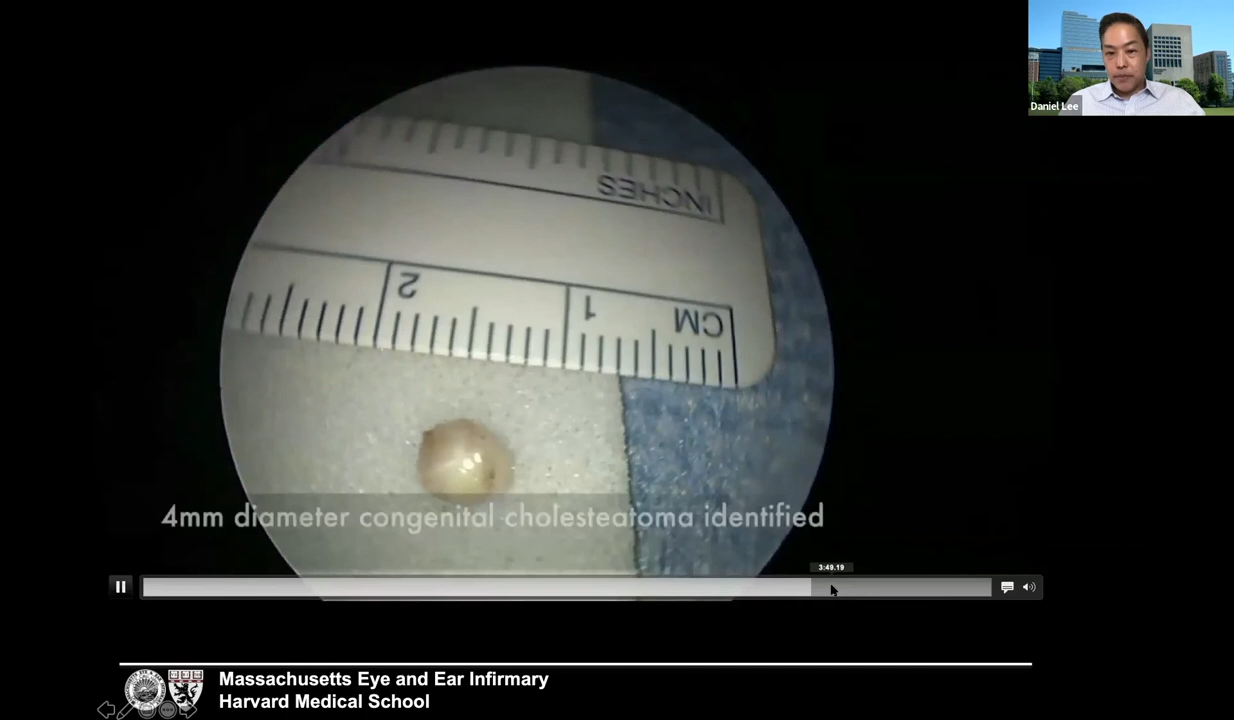 Daniel Lee
INCHES
2
1
CM
4mm diameter congenital cholesteatoma identified
3:49.19
Massachusetts Eye and Ear Infirmary
Harvard Medical School